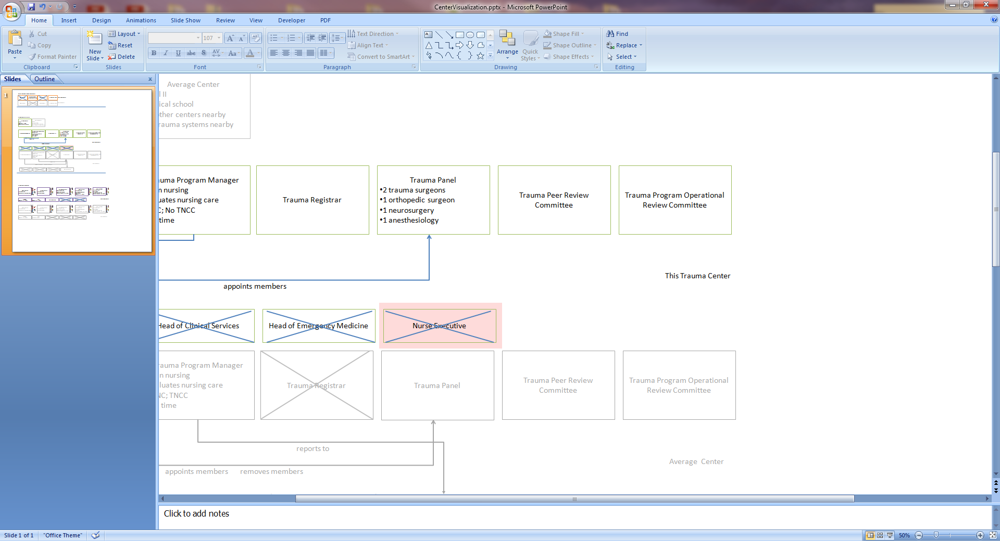 CenterVisualization.pptx - Microsoft PowerPoint
Home Insert Design Animations Slide Show Review View Developer PDF
Paste
Cut
Copy
Format Painter
Clipboard
New Slide
Layout
Reset
Delete
Slides
107
Font
Text Direction
Align Text
Convert to SmartArt
Paragraph
Arrange
Quick Styles
Shape Fill
Shape Outline
Shape Effects
Drawing
Find
Replace
Select
Editing
Slides Outline
1
Average Center
l II
ical school
ther centers nearby
rauma systems nearby
uma Program Manager
n nursing
uates nursing care
C; No TNCC
time
Trauma Registrar
Trauma Panel
•2 trauma surgeons
•1 orthopedic surgeon
•1 neurosurgery
•1 anesthesiology
Trauma Peer Review
Committee
Trauma Program Operational
Review Committee
This Trauma Center
appoints members
Head of Clinical Services
Head of Emergency Medicine
Nurse Executive
rauma Program Manager
n nursing
luates nursing care
NC; TNCC
time
Trauma Registrar
Trauma Panel
Trauma Peer Review
Committee
Trauma Program Operational
Review Committee
reports to
Average Center
appoints members removes members
Click to add notes
Slide 1 of 1 "Office Theme" 50%